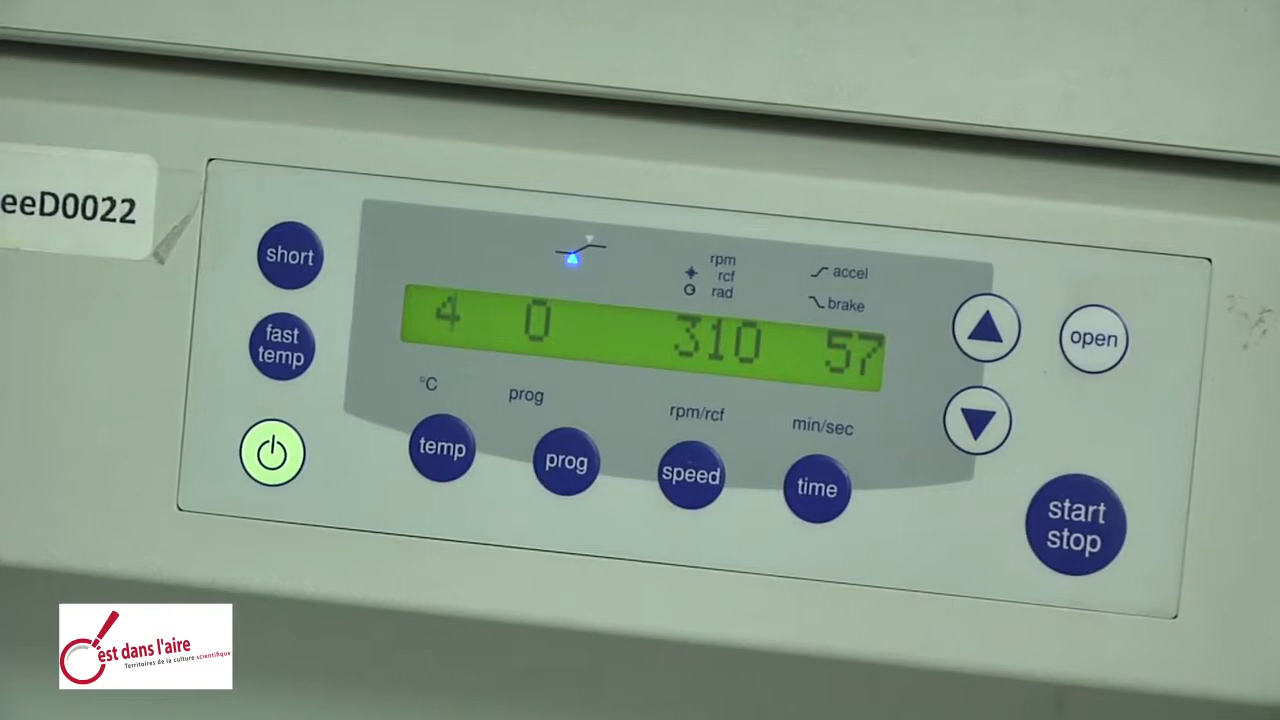 eeD0022
short
fast
temp
rpm
rcf
rad
accel
brake
4 0 310 57
°C
prog
rpm/rcf
min/sec
temp
prog
speed
time
open
start
stop
C'est dans l'aire
Territoires de la culture scientifique